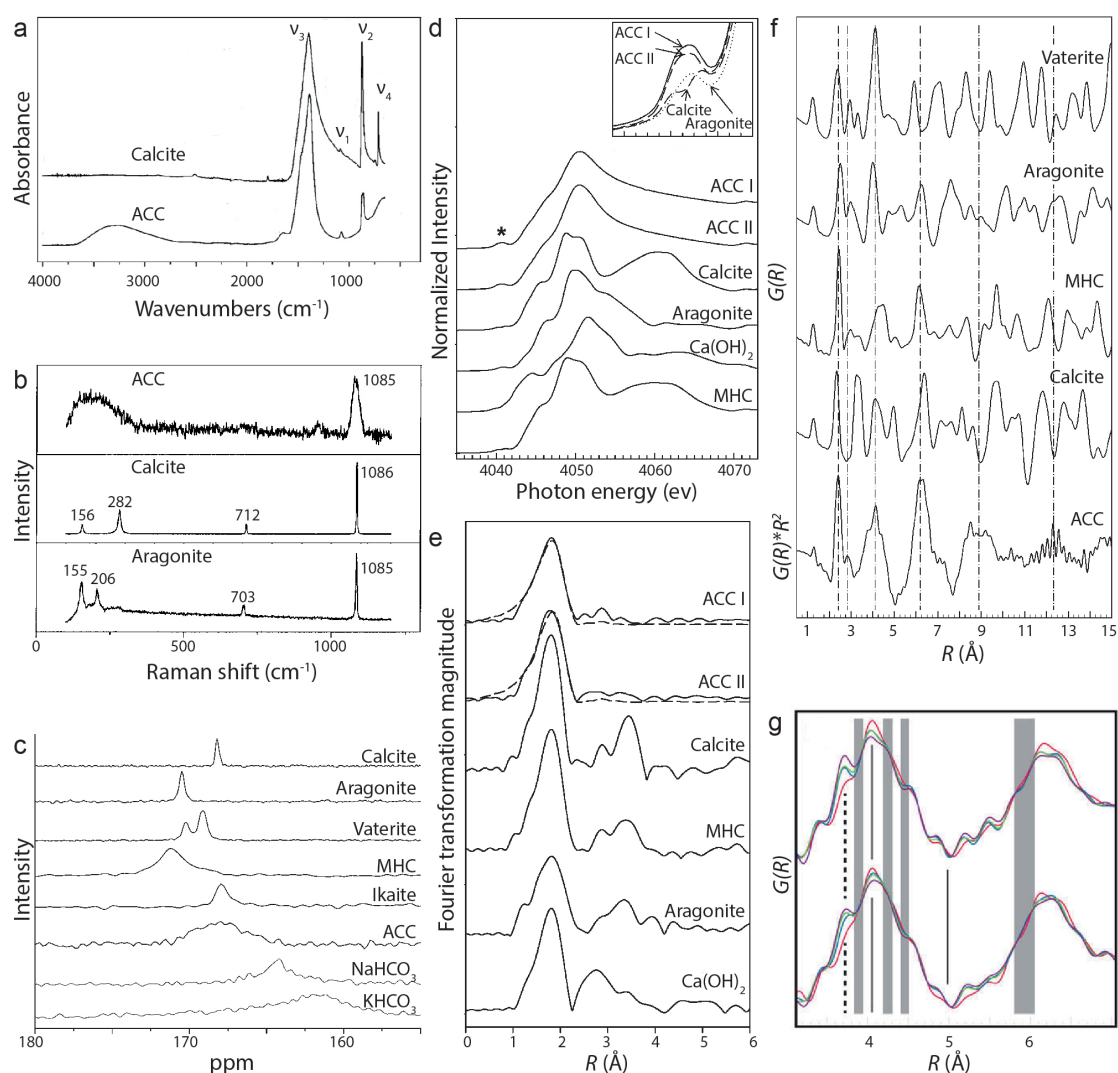 a
Absorbance
ν3
ν2
ν4
ν1
Calcite
ACC
4000 3000 2000 1000
Wavenumbers (cm-1)
b
Intensity
ACC
1085
Calcite
1086
156 282 712
Aragonite
1085
155 206 703
0 500 1000
Raman shift (cm-1)
c
Intensity
Calcite
Aragonite
Vaterite
MHC
Ikaite
ACC
NaHCO3
KHCO3
180 170 160
ppm
d
Normalized Intensity
ACC I
ACC II
Calcite
Aragonite
ACC I
*
ACC II
Calcite
Aragonite
Ca(OH)2
MHC
4040 4050 4060 4070
Photon energy (ev)
e
Fourier transformation magnitude
ACC I
ACC II
Calcite
MHC
Aragonite
Ca(OH)2
0 1 2 3 4 5 6
R (Å)
f
G(R)
Vaterite
Aragonite
MHC
Calcite
G(R)*R2
ACC
1 3 5 7 9 11 13 15
R (Å)
g
G(R)
4 5 6
R (Å)